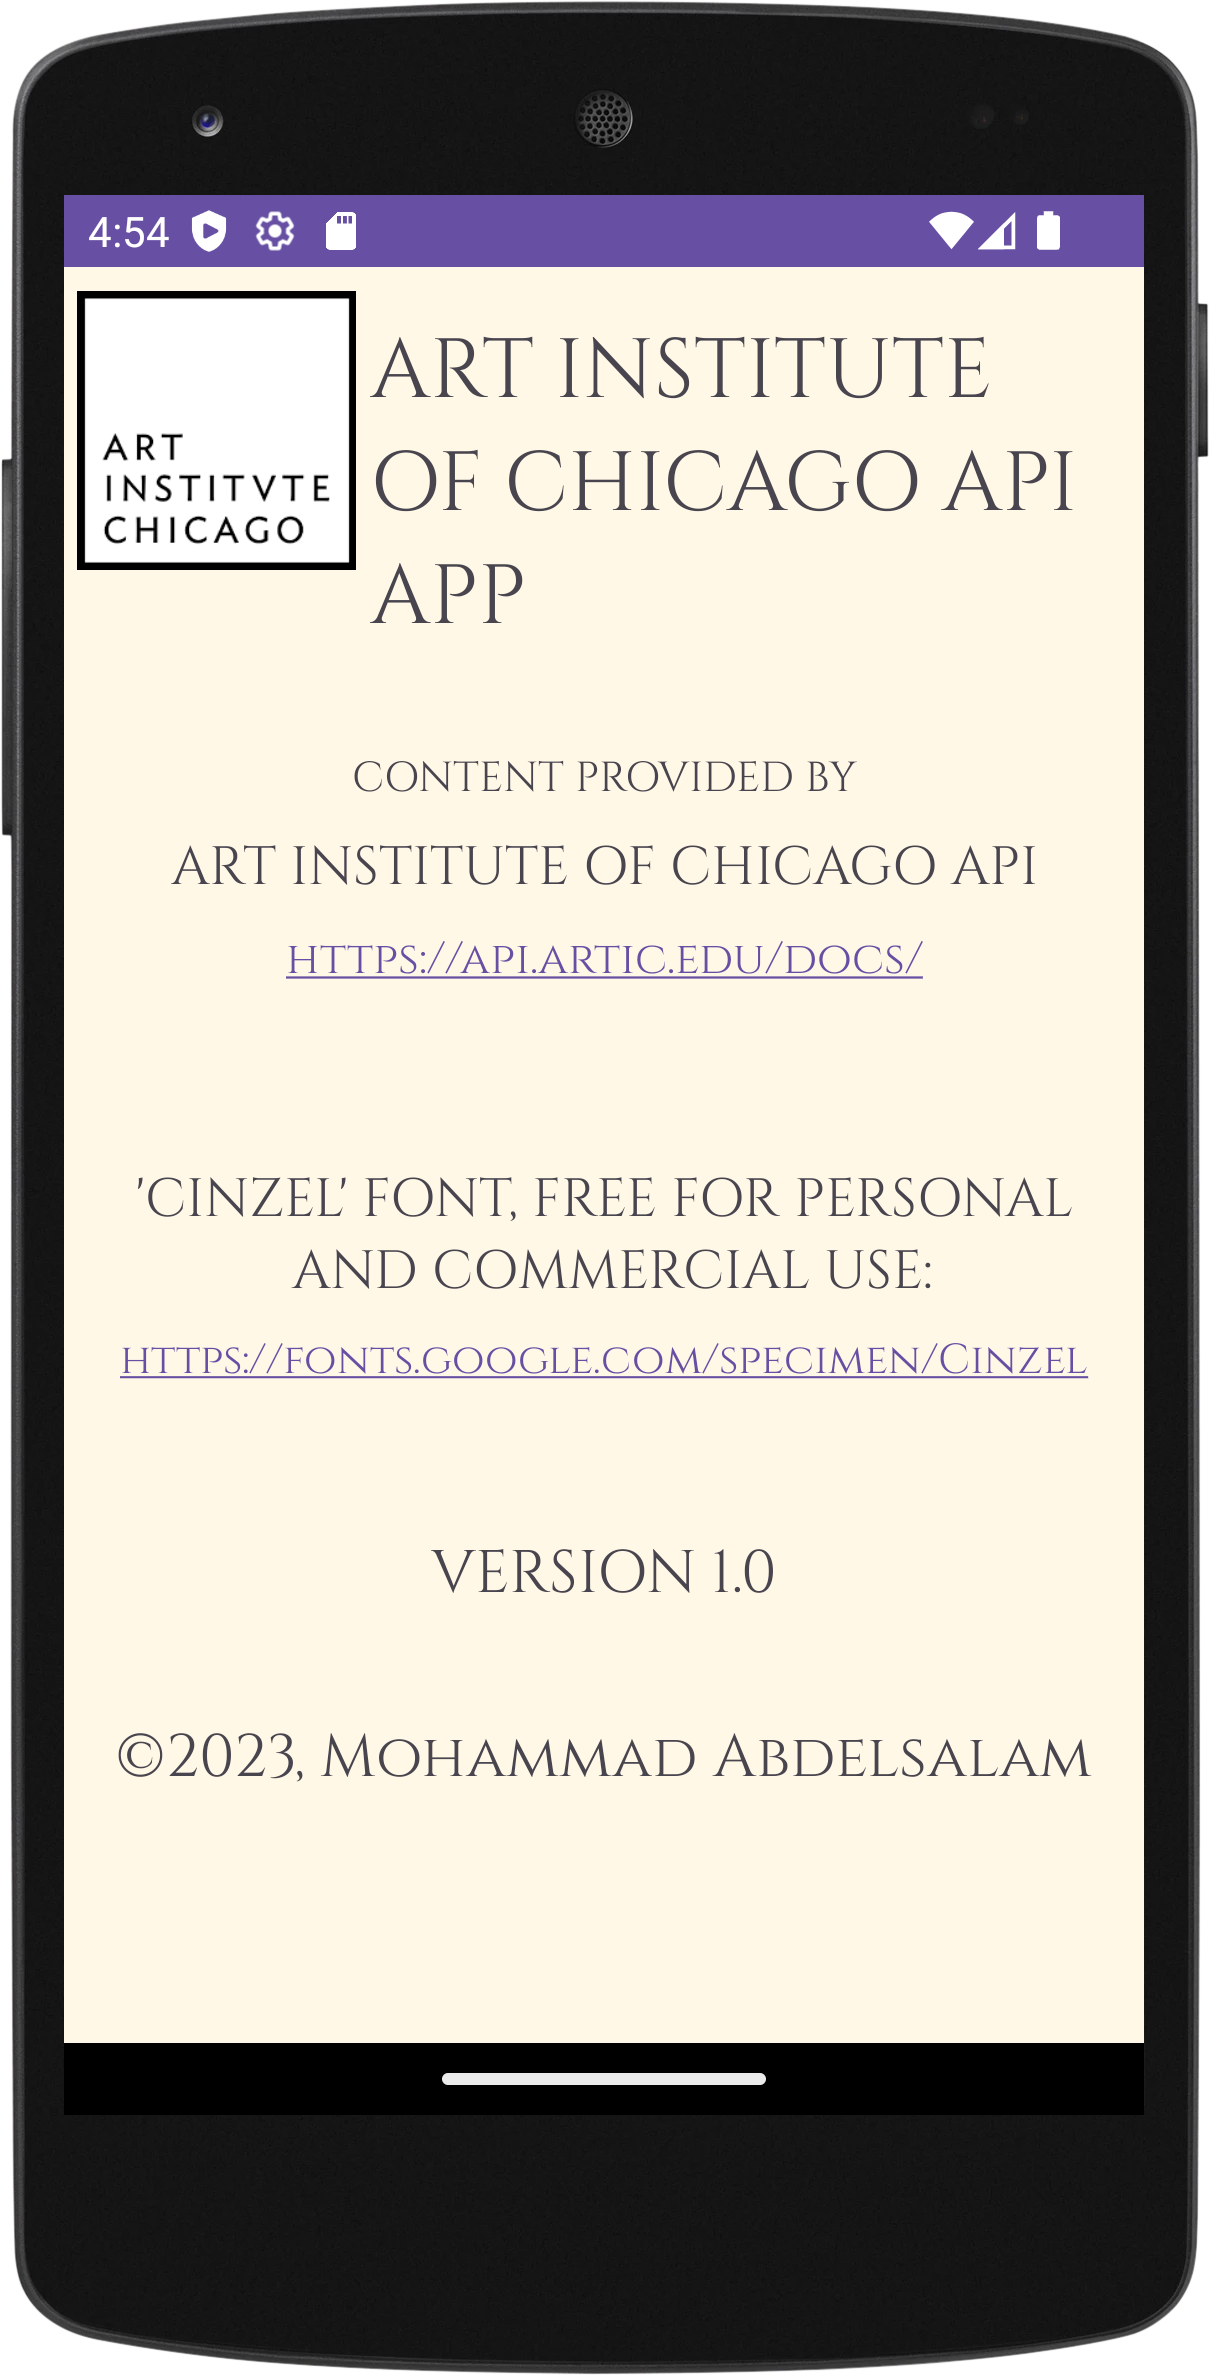 4:54
ART
INSTITVTE
CHICAGO
ART INSTITUTE
OF CHICAGO API
APP
CONTENT PROVIDED BY
ART INSTITUTE OF CHICAGO API
https://api.artic.edu/docs/
'CINZEL' FONT, FREE FOR PERSONAL
AND COMMERCIAL USE:
https://fonts.google.com/specimen/Cinzel
VERSION 1.0
©2023, Mohammad Abdelsalam